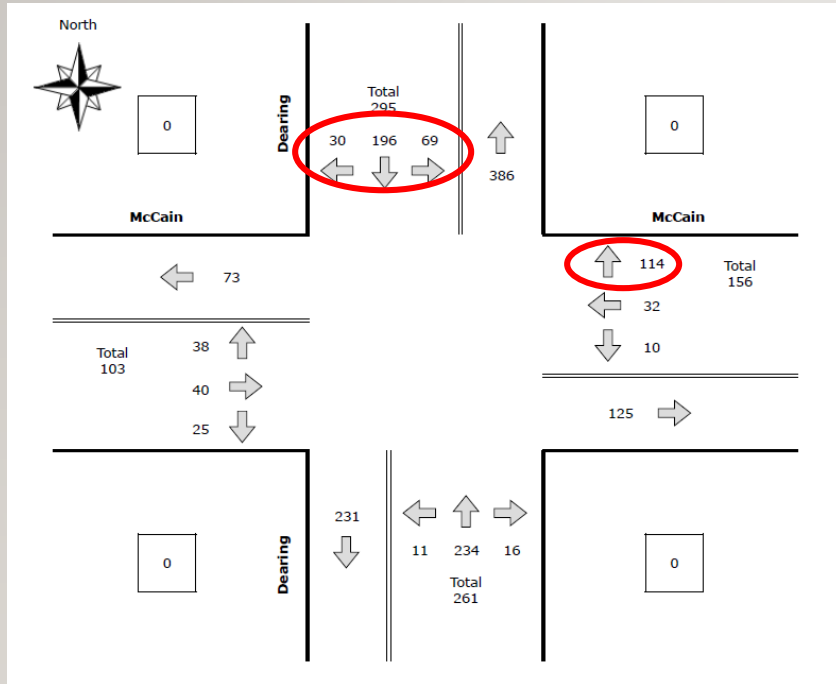 North
Total
295
30 196 69
386
0
Dearing
0
McCain
McCain
114
Total
156
73
32
38
10
Total
103
40
125
25
231
11 234 16
Total
261
0
Dearing
0